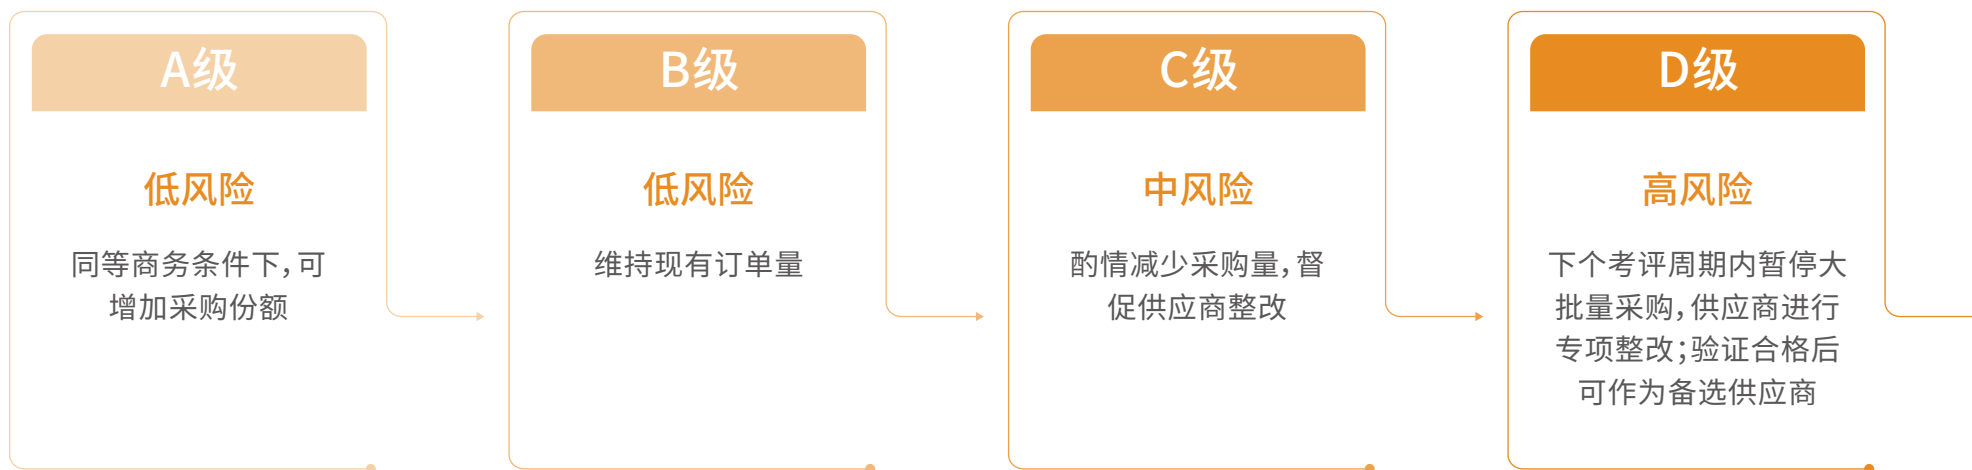 A级
低风险
同等商务条件下，可
增加采购份额
B级
低风险
维持现有订单量
C级
中风险
酌情减少采购量，督
促供应商整改
D级
高风险
下个考评周期内暂停大
批量采购，供应商进行
专项整改；验证合格后
可作为备选供应商